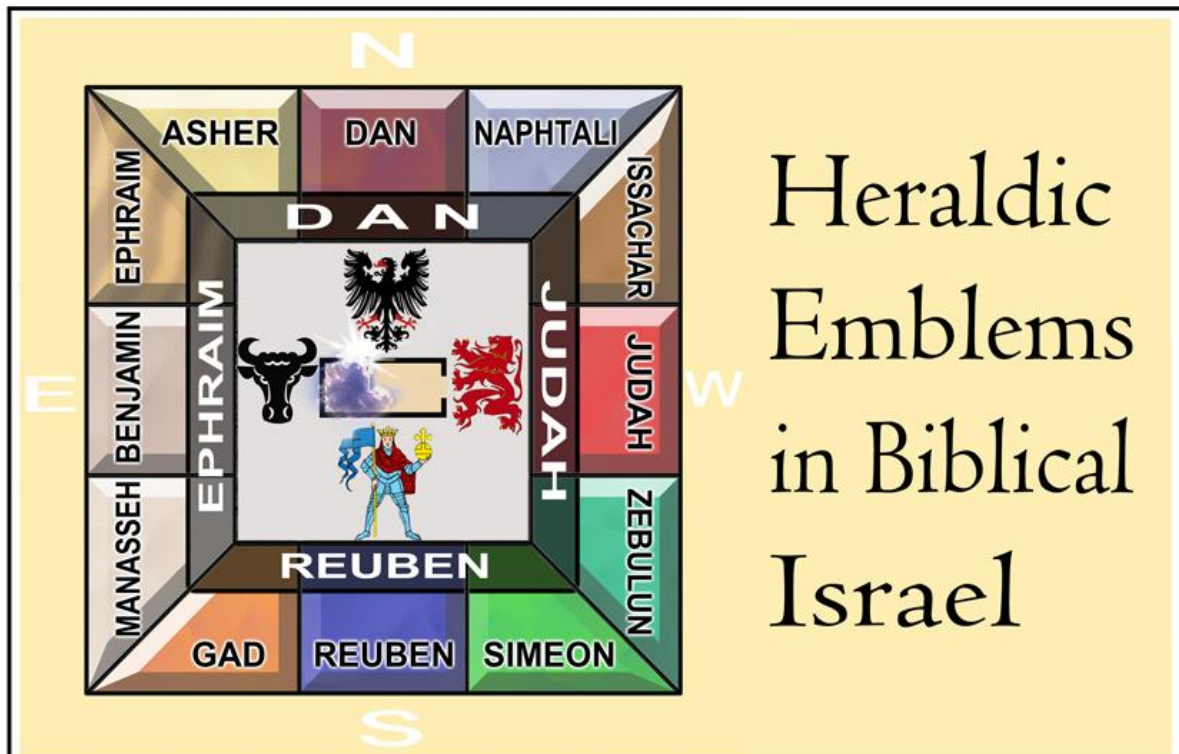 N
ASHER DAN NAPHTALI
EPHRAIM
ISSACHAR
DAN
EPHRAIM
JUDAH
E
BENJAMIN
JUDAH
W
MANASSEH
ZEBULUN
REUBEN
GAD REUBEN SIMEON
S
Heraldic
Emblems
in Biblical
Israel